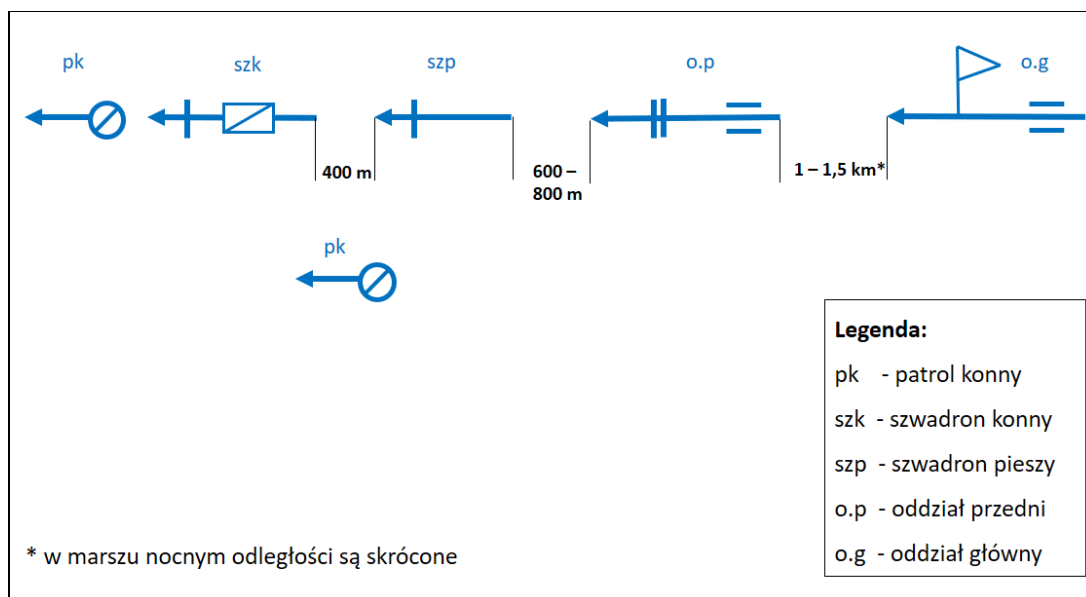 pk
szk
szp
o.p
o.g
400 m
600 –
800 m
1 – 1,5 km*
pk
Legenda:
pk - patrol konny
szk - szwadron konny
szp - szwadron pieszy
o.p - oddział przedni
o.g - oddział główny
* w marszu nocnym odległości są skrócone